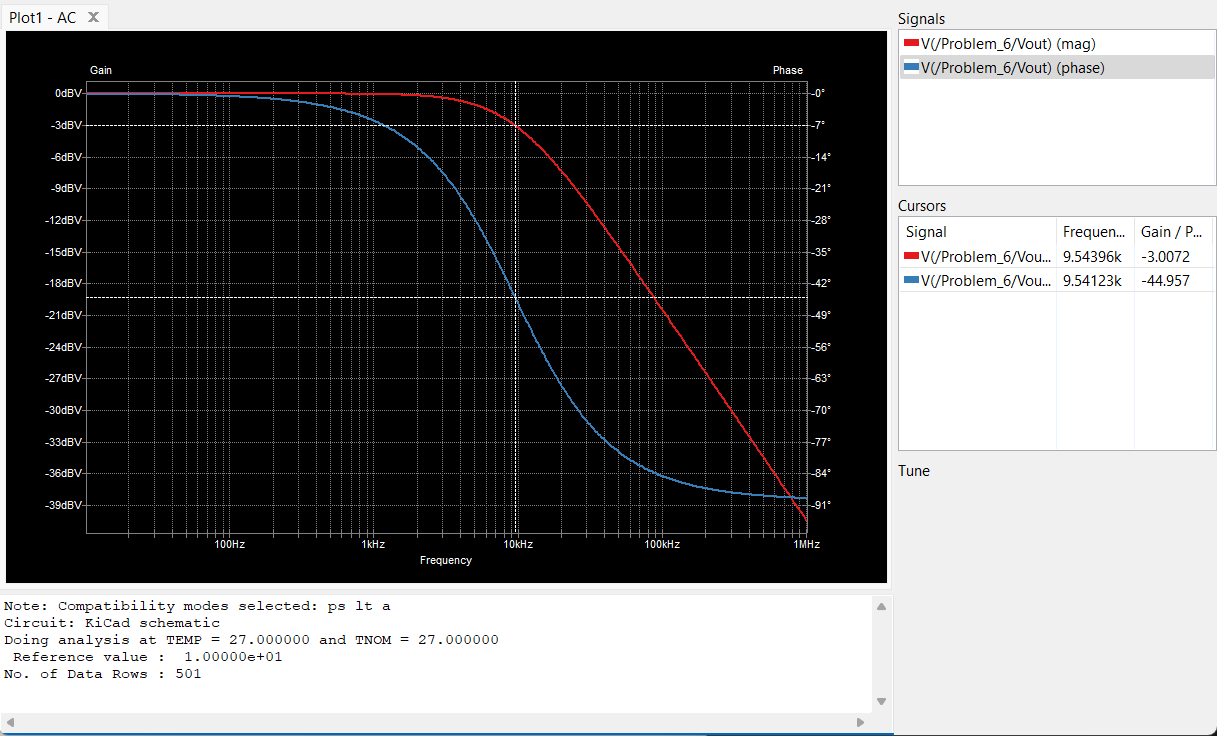 Plot1 - AC
Gain
Phase
0dBV
-3dBV
-6dBV
-9dBV
-12dBV
-15dBV
-18dBV
-21dBV
-24dBV
-27dBV
-30dBV
-33dBV
-36dBV
-39dBV
-0°
-7°
-14°
-21°
-28°
-35°
-42°
-49°
-56°
-63°
-70°
-77°
-84°
-91°
100Hz 1kHz 10kHz 100kHz 1MHz
Frequency
Note: Compatibility modes selected: ps lt a
Circuit: KiCad schematic
Doing analysis at TEMP = 27.000000 and TNOM = 27.000000
Reference value : 1.00000e+01
No. of Data Rows : 501
Signals
V(/Problem_6/Vout) (mag)
V(/Problem_6/Vout) (phase)
Cursors
Signal Frequen... Gain / P...
V(/Problem_6/Vou... 9.54396k -3.0072
V(/Problem_6/Vou... 9.54123k -44.957
Tune